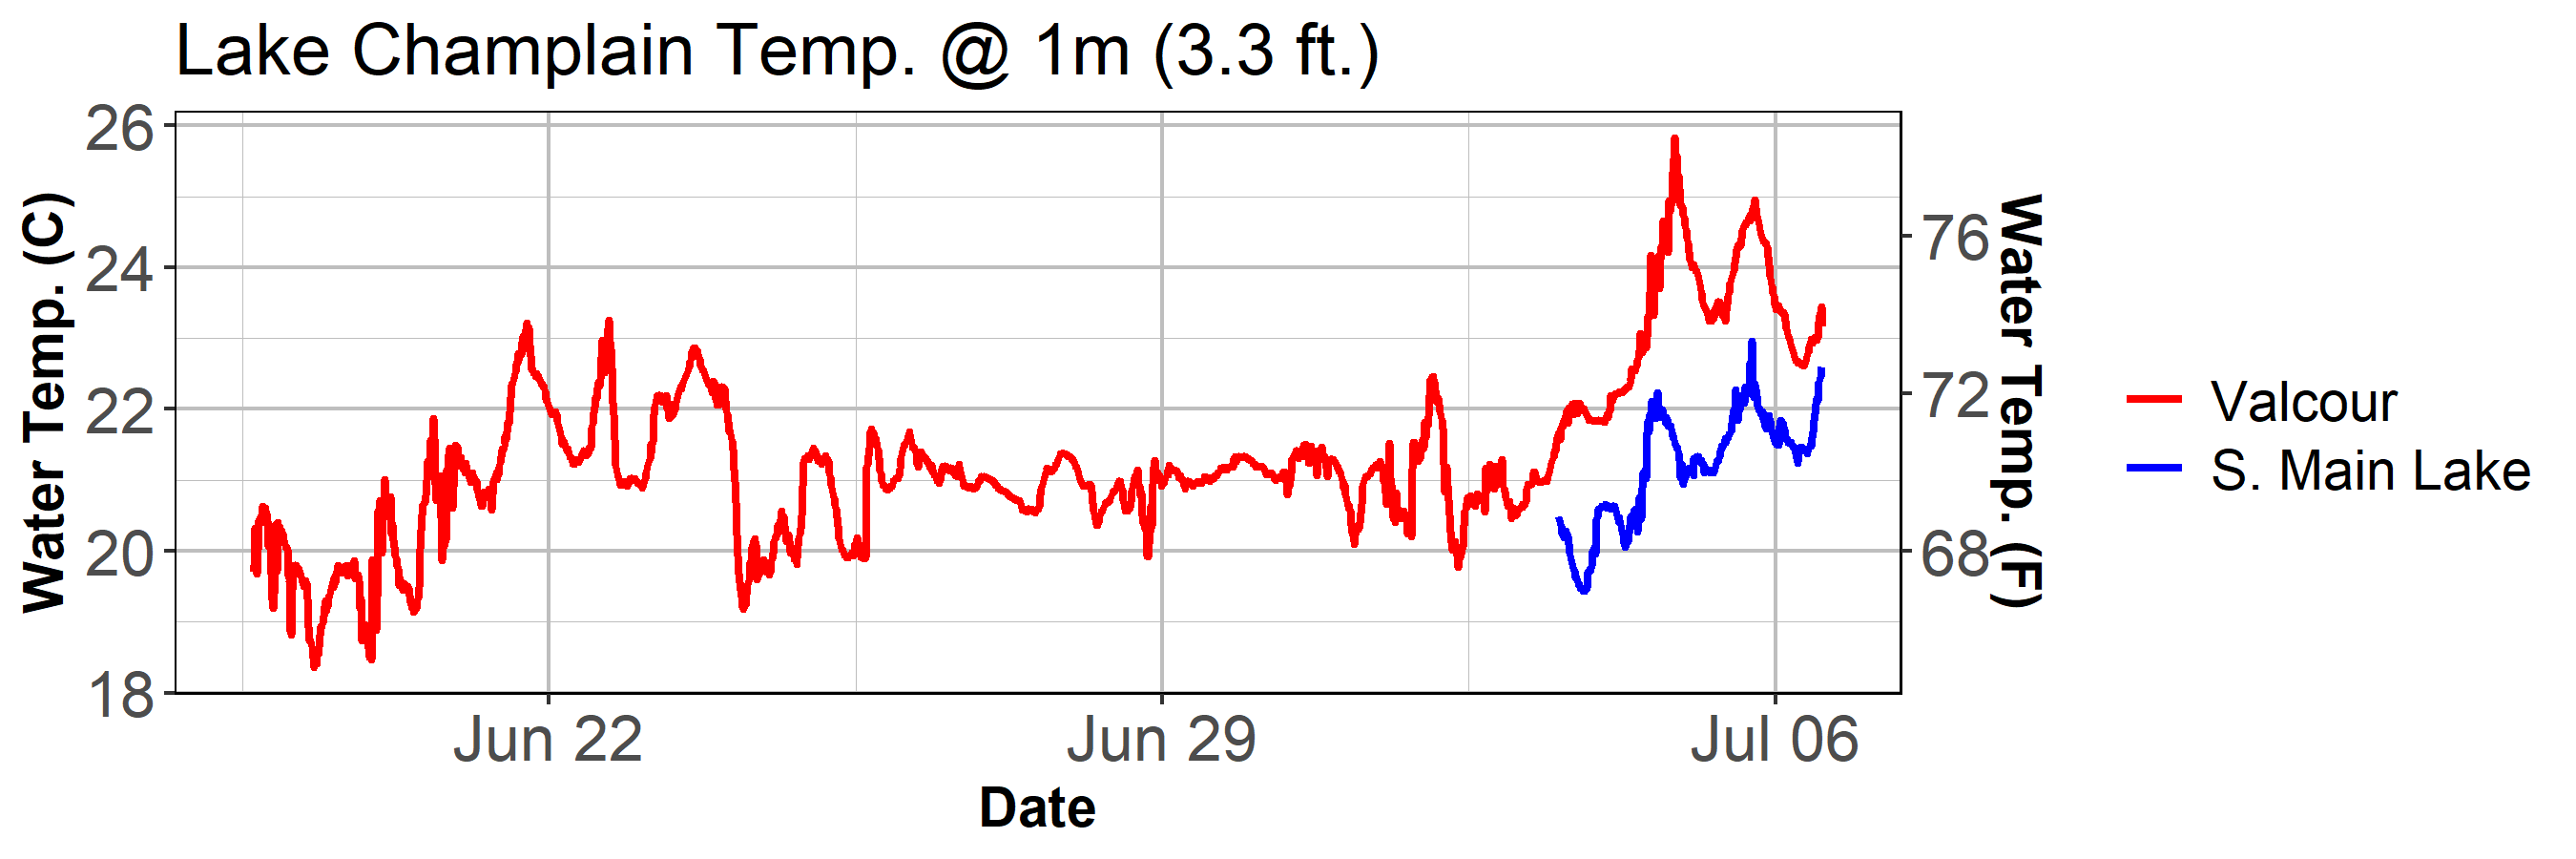 Lake Champlain Temp. @ 1m (3.3 ft.)
Water Temp. (C)
26
24
22
20
18
76
72
68
Water Temp. (F)
Jun 22
Jun 29
Jul 06
Date
Valcour
S. Main Lake